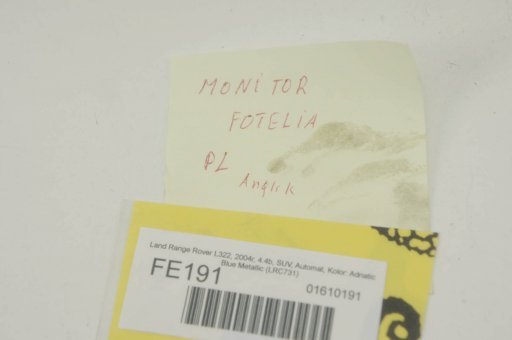 MONiTOR
FOTELiA
PL
Anglik
Land Range Rover L322, 2004r, 4.4b, SUV, Automat, Kolor: Adriatic
Blue Metallic (LRC731)
FE191
01610191